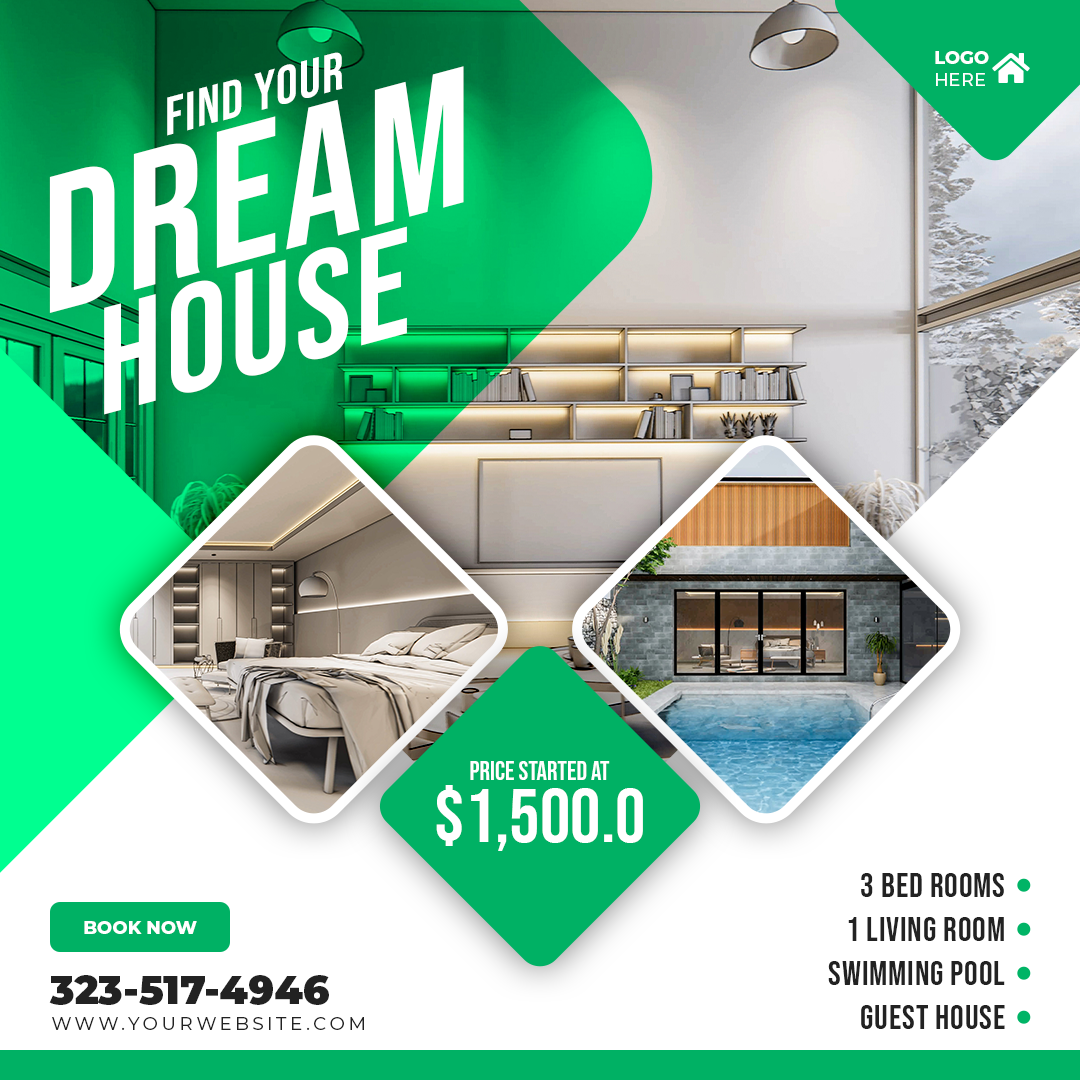 FIND YOUR
DREAM
HOUSE
LOGO
HERE
PRICE STARTED AT
$1,500.0
BOOK NOW
323-517-4946
WWW.YOURWEBSITE.COM
3 BED ROOMS
1 LIVING ROOM
SWIMMING POOL
GUEST HOUSE